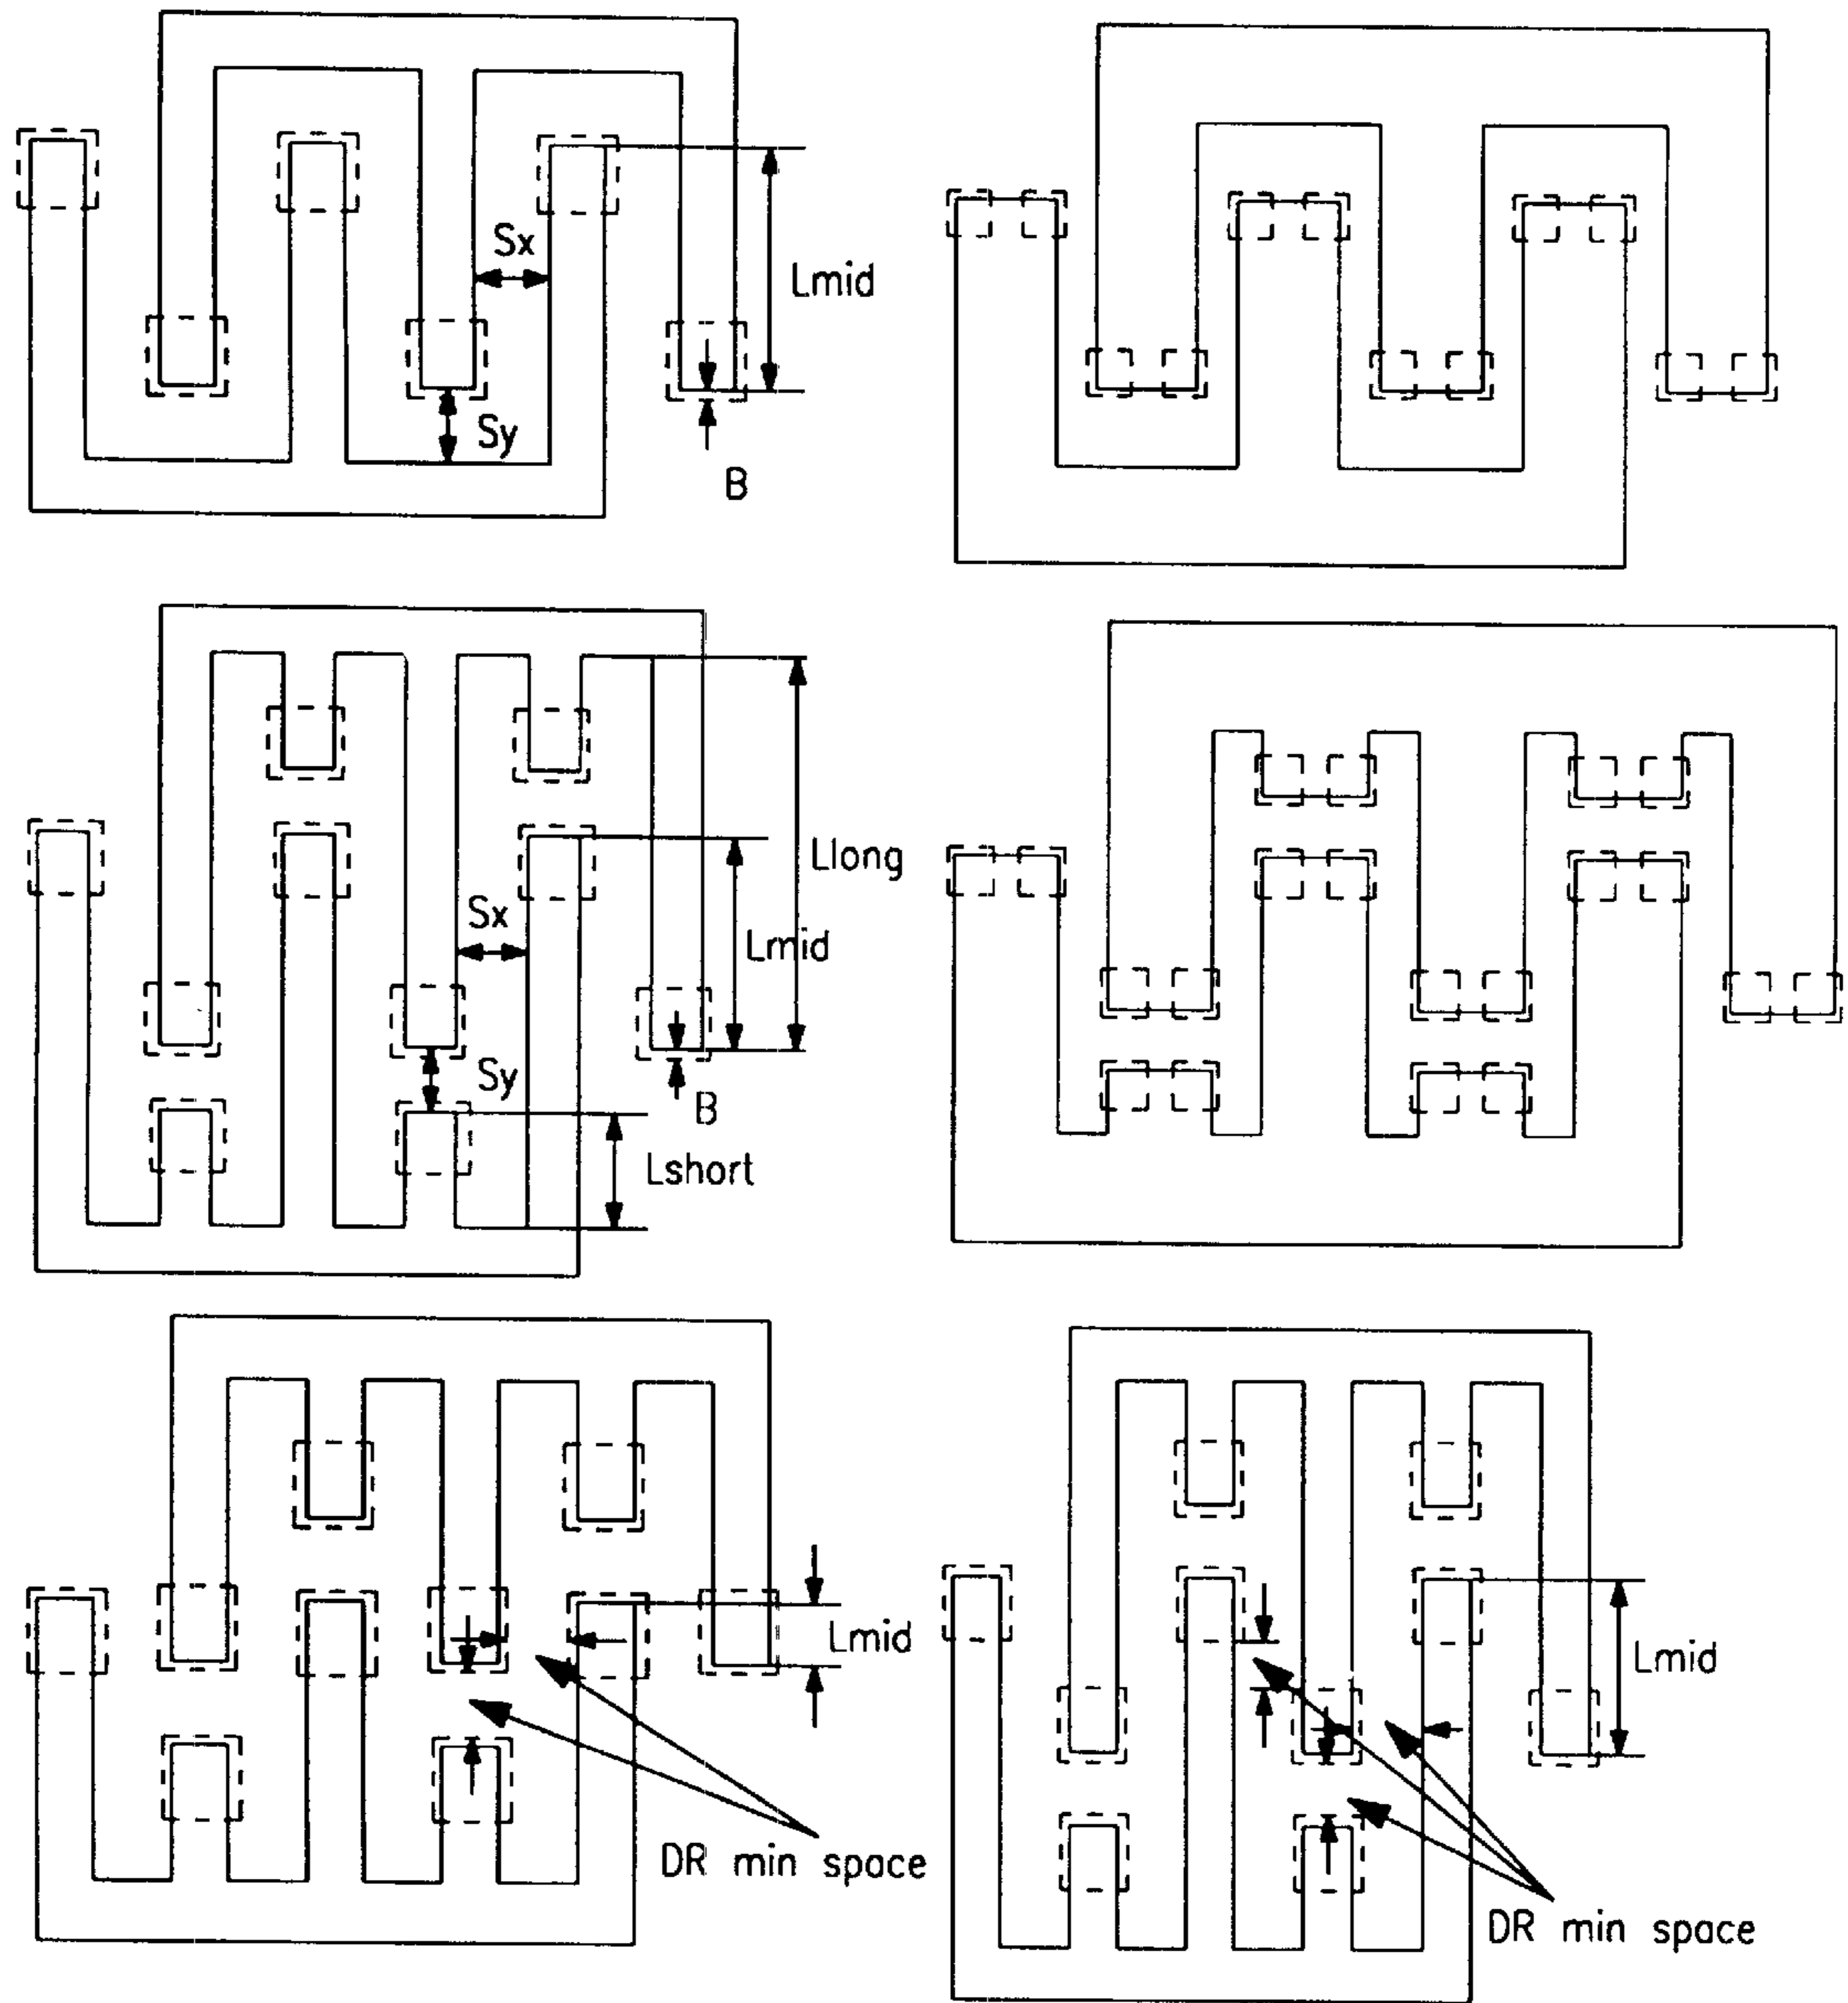 Sx
Lmid
Sy
B
Llong
Sx
Lmid
Sy
B
Lshort
Lmid
DR min space
Lmid
DR min space